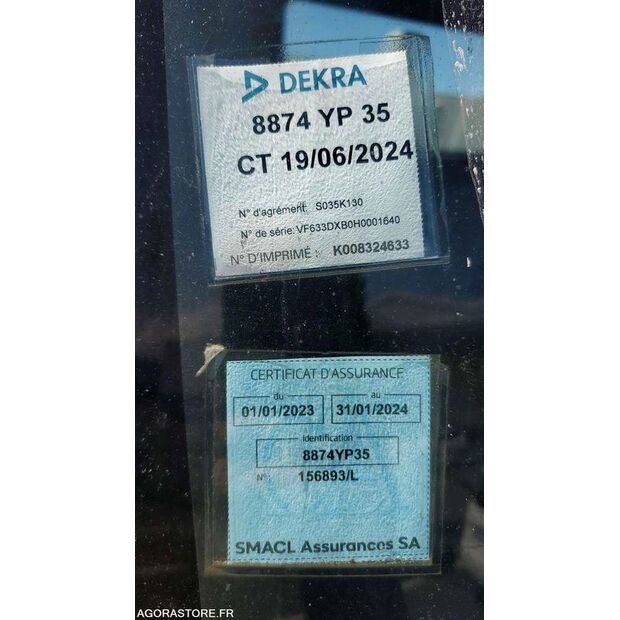 DEKRA
8874 YP 35
CT 19/06/2024
N° d'agrément: S035K130
N° de série: VF633DXB0H0001640
N° D'IMPRIMÉ : K008324633
CERTIFICAT D'ASSURANCE
du au
01/01/2023 31/01/2024
Identification
8874YP35
N° 156893/L
SMACL Assurances SA
AGORASTORE.FR